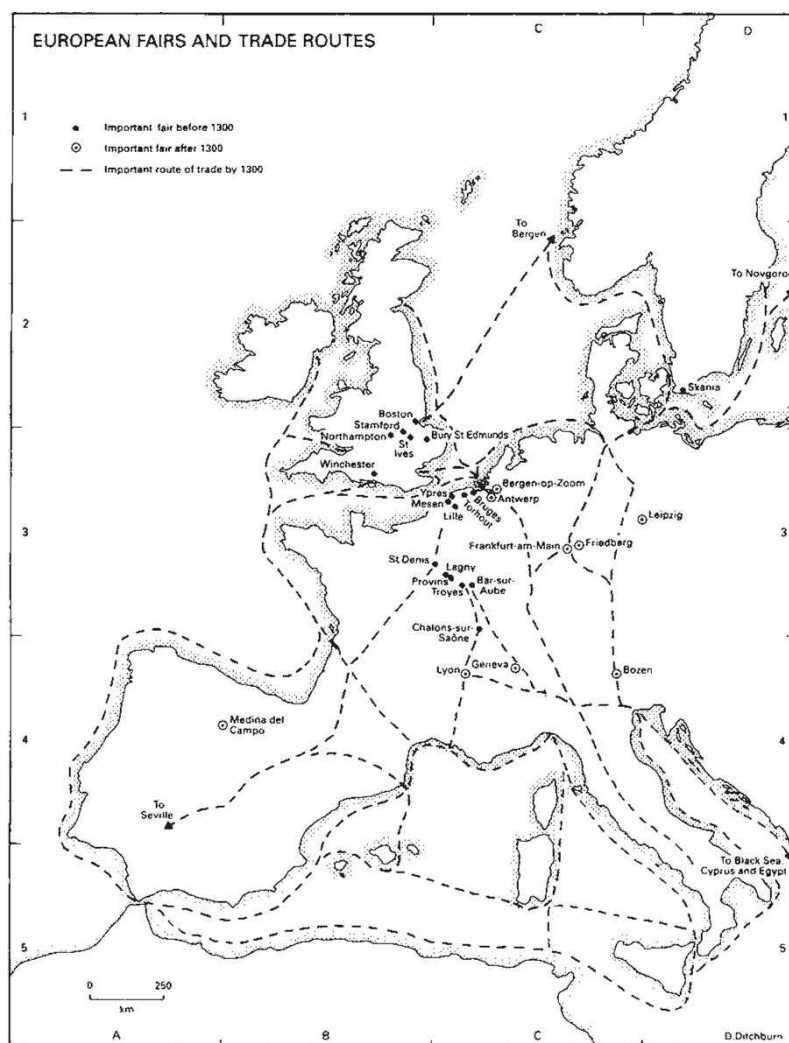 C
D
EUROPEAN FAIRS AND TRADE ROUTES
1
1
Important fair before 1300
Important fair after 1300
Important route of trade by 1300
To
Bergen
To Novgoro
2
2
Skania
Boston
Stamford
Northampton
St
Ives
Bury St Edmunds
Winchester
Bergen-op-Zoom
Antwerp
Ypres
Mesen
Lille
Torhout
Bruges
Leipzig
3
3
Frankfurt-am-Main
Friedberg
St Denis
Lagny
Provins
Troyes
Bar-sur-
Aube
Chalons-sur-
Saône
Lyon
Geneva
Bozen
Medina del
Campo
4
4
To
Seville
To Black Sea,
Cyprus and Egypt
5
5
0
250
km
A
B
C
D.Ditchburn